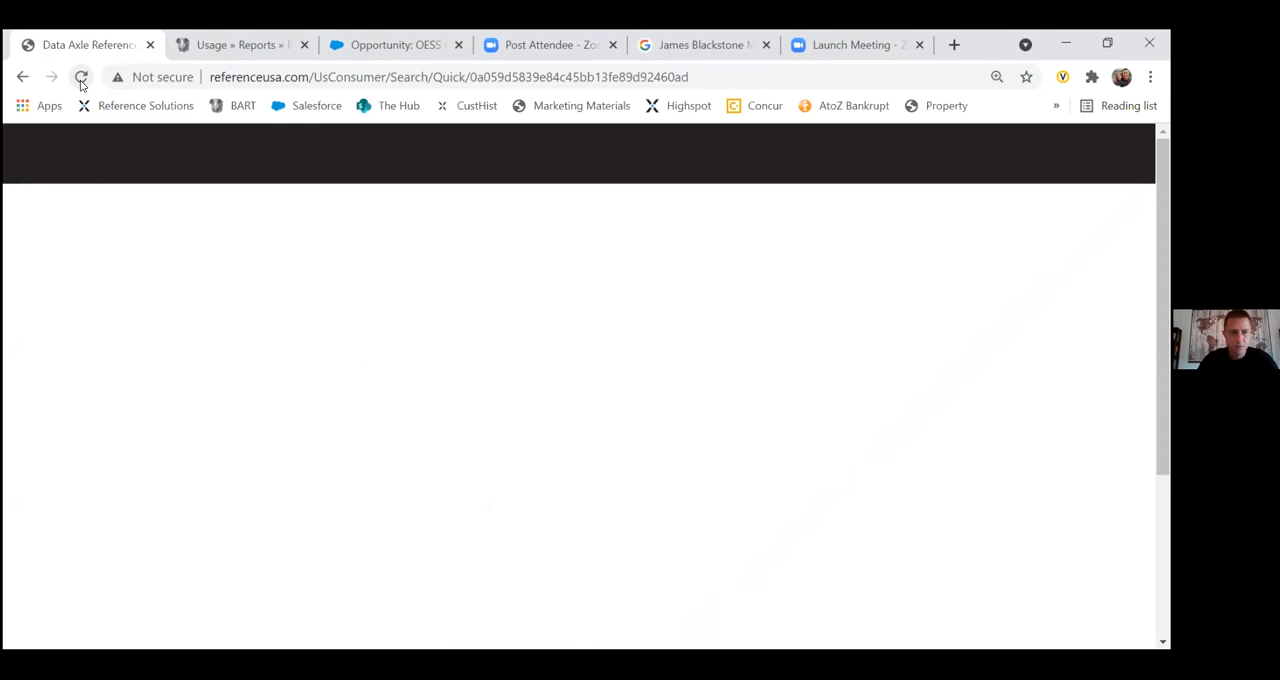 Data Axle Referenc
Usage » Reports » F
Opportunity: OESS
Post Attendee - Zo
James Blackstone M
Launch Meeting - Z
Not secure
referenceusa.com/UsConsumer/Search/Quick/0a059d5839e84c45bb13fe89d92460ad
Apps
Reference Solutions
BART
Salesforce
The Hub
CustHist
Marketing Materials
Highspot
Concur
AtoZ Bankrupt
Property
»
Reading list